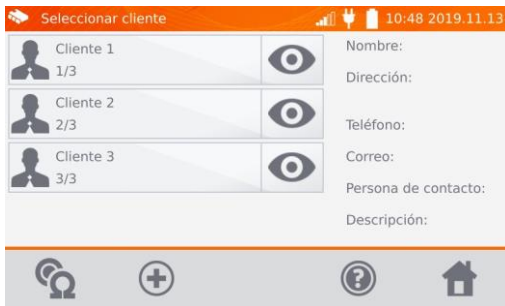 Seleccionar cliente
10:48 2019.11.13
Cliente 1
1/3
Cliente 2
2/3
Cliente 3
3/3
Nombre:
Dirección:
Teléfono:
Correo:
Persona de contacto:
Descripción: